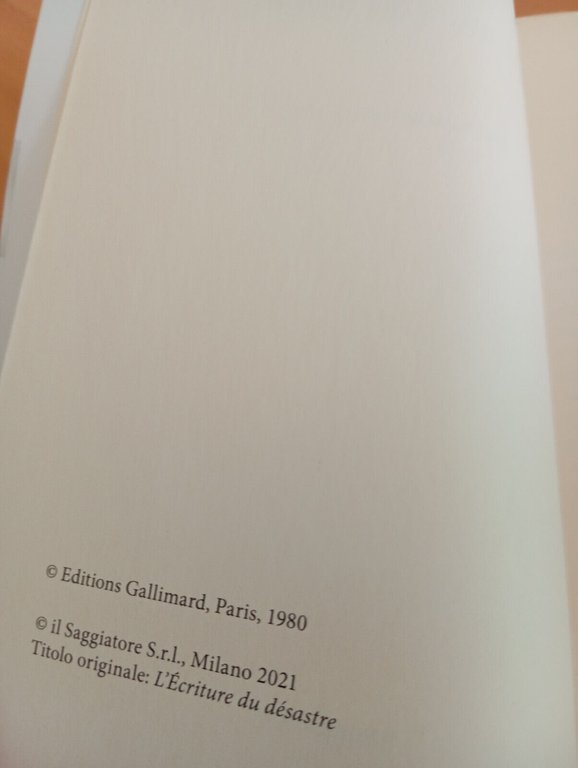 © Editions Gallimard, Paris, 1980
© il Saggiatore S.r.l., Milano 2021
Titolo originale: L'Écriture du désastre